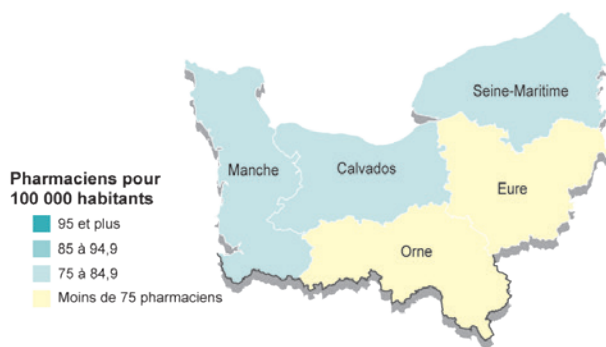 Seine-Maritime
Manche
Calvados
Eure
Orne
Pharmaciens pour
100 000 habitants
95 et plus
85 à 94,9
75 à 84,9
Moins de 75 pharmaciens